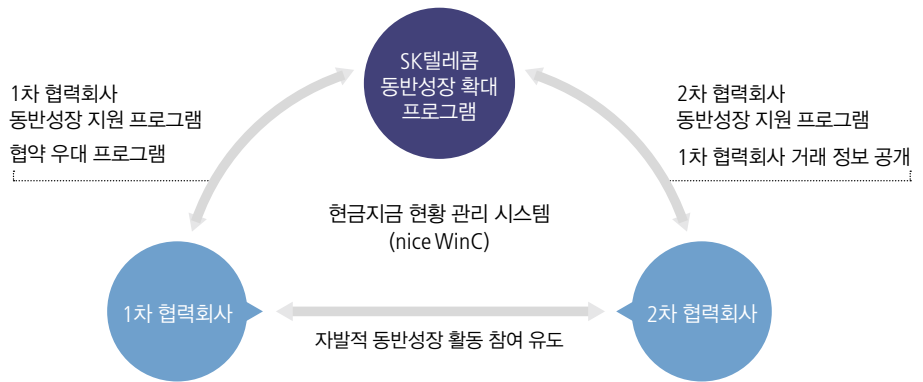 SK텔레콤
동반성장 확대
프로그램
1차 협력회사
동반성장 지원 프로그램
협약 우대 프로그램
2차 협력회사
동반성장 지원 프로그램
1차 협력회사 거래 정보 공개
현금지금 현황 관리 시스템
(nice WinC)
1차 협력회사
2차 협력회사
자발적 동반성장 활동 참여 유도